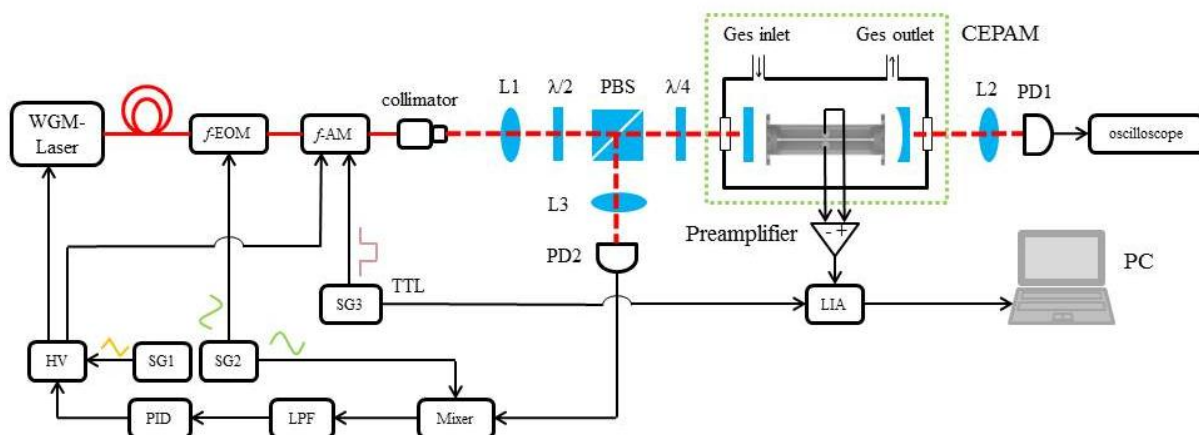 Ges inlet
Ges outlet
CEPAM
WGM-
Laser
f-EOM
f-AM
collimator
L1
λ/2
PBS
λ/4
L2
PD1
oscilloscope
L3
PD2
Preamplifier
- +
PC
TTL
SG3
LIA
HV
SG1
SG2
PID
LPF
Mixer